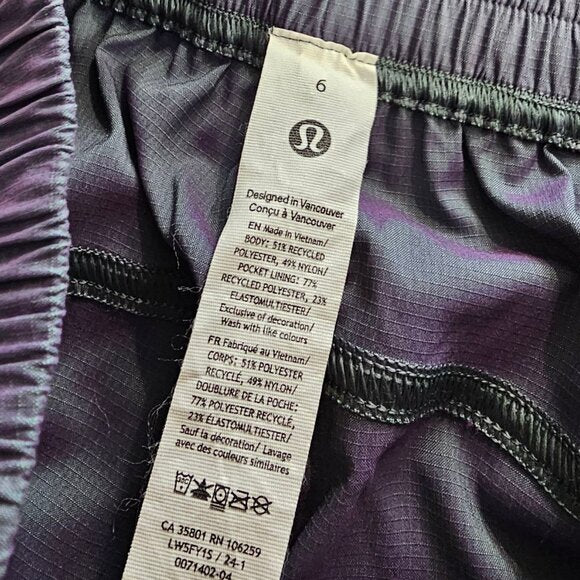 6
Designed in Vancouver
Conçu à Vancouver
EN Made in Vietnam/
BODY: 51% RECYCLED
POLYESTER, 49% NYLON/
POCKET LINING: 77%
RECYCLED POLYESTER, 23%
ELASTOMULTIESTER/
Exclusive of decoration/
Wash with like colours
FR Fabriqué au Vietnam/
CORPS: 51% POLYESTER
RECYCLÉ, 49% NYLON/
DOUBLURE DE LA POCHE:
77% POLYESTER RECYCLÉ,
23% ÉLASTOMULTIESTER/
Sauf la décoration/ Lavage
avec des couleurs similaires
CA 35801 RN 106259
LW5FY1S / 24-1
0071402-04